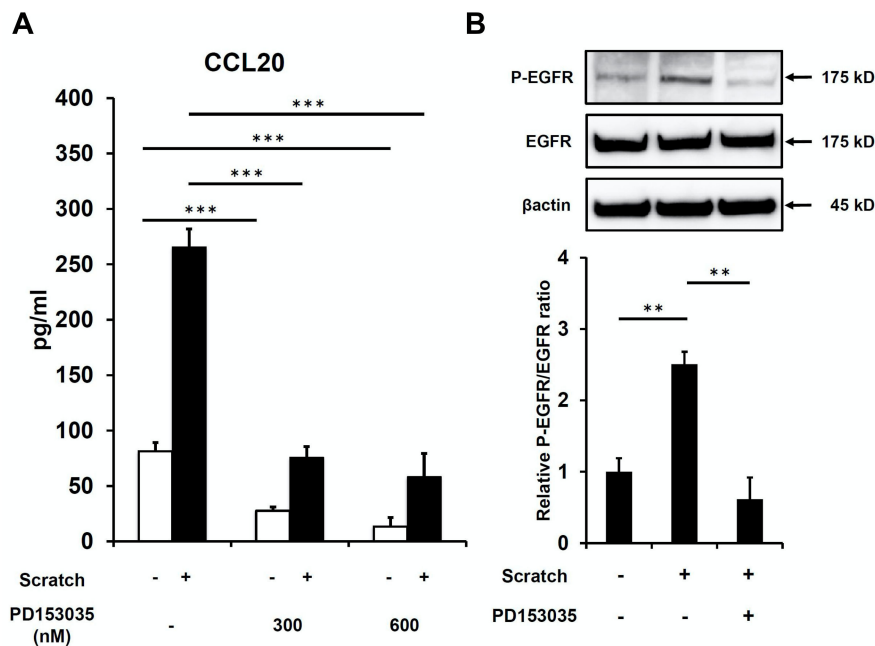 A
CCL20
pg/ml
400
350
300
250
200
150
100
50
0
***
***
***
***
Scratch - + - + - +
PD153035
(nM)
- 300 600
B
P-EGFR 175 kD
EGFR 175 kD
βactin 45 kD
Relative P-EGFR/EGFR ratio
4
3
2
1
0
**
**
Scratch - + +
PD153035 - - +